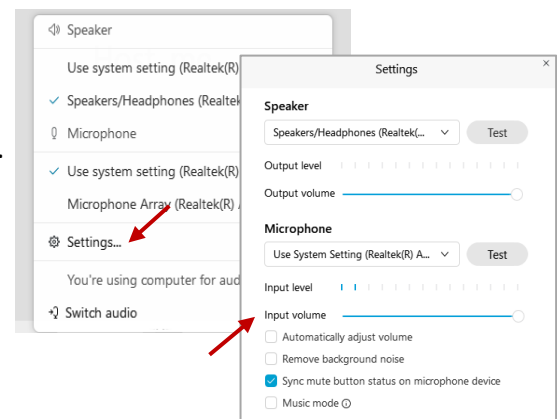 Speaker
Use system setting (Realtek(R)
Speakers/Headphones (Realtek
Microphone
Use system setting (Realtek(R)
Microphone Array (Realtek(R)
Settings...
You're using computer for aud
Switch audio
Settings
Speaker
Speakers/Headphones (Realtek(...
Test
Output level
Output volume
Microphone
Use System Setting (Realtek(R) A...
Test
Input level
Input volume
Automatically adjust volume
Remove background noise
Sync mute button status on microphone device
Music mode